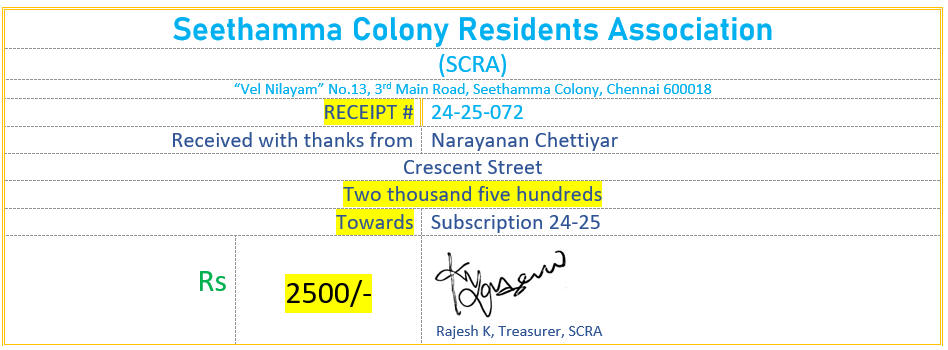 Seethamma Colony Residents Association
(SCRA)
“Vel Nilayam” No.13, 3rd Main Road, Seethamma Colony, Chennai 600018
RECEIPT # 24-25-072
Received with thanks from Narayanan Chettiyar
Crescent Street
Two thousand five hundreds
Towards Subscription 24-25
Rs 2500/-
Rajesh K, Treasurer, SCRA